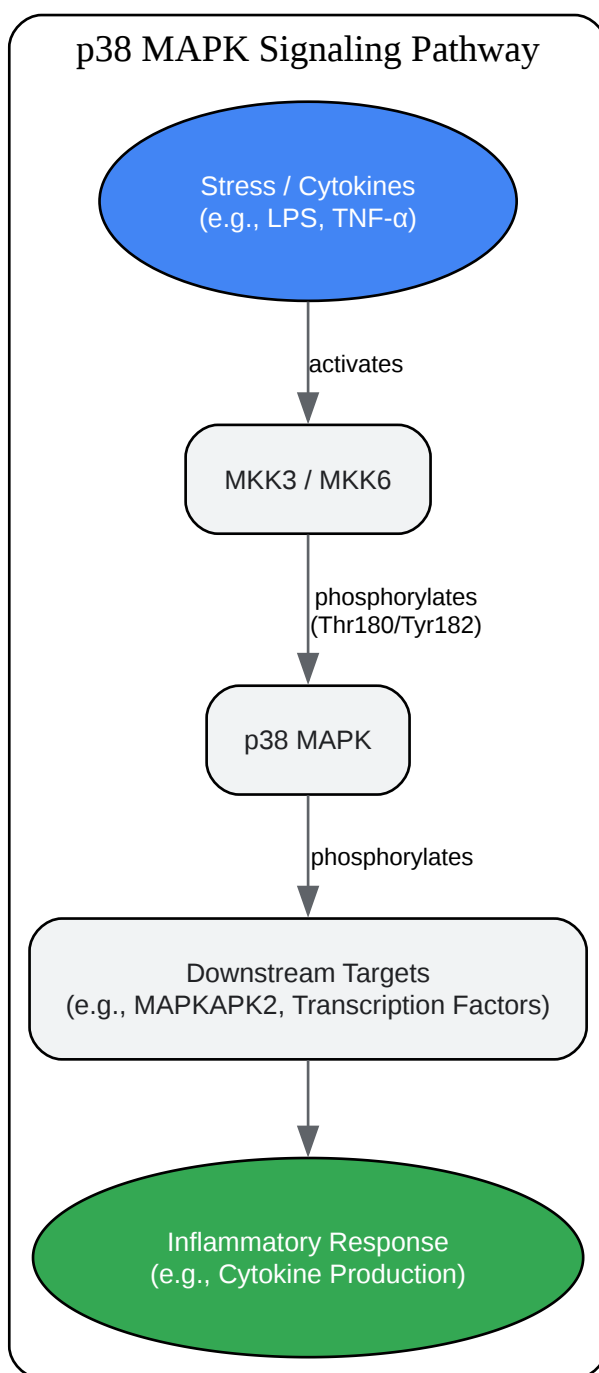 p38 MAPK Signaling Pathway
Stress / Cytokines
(e.g., LPS, TNF-α)
activates
MKK3 / MKK6
phosphorylates
(Thr180/Tyr182)
p38 MAPK
phosphorylates
Downstream Targets
(e.g., MAPKAPK2, Transcription Factors)
Inflammatory Response
(e.g., Cytokine Production)